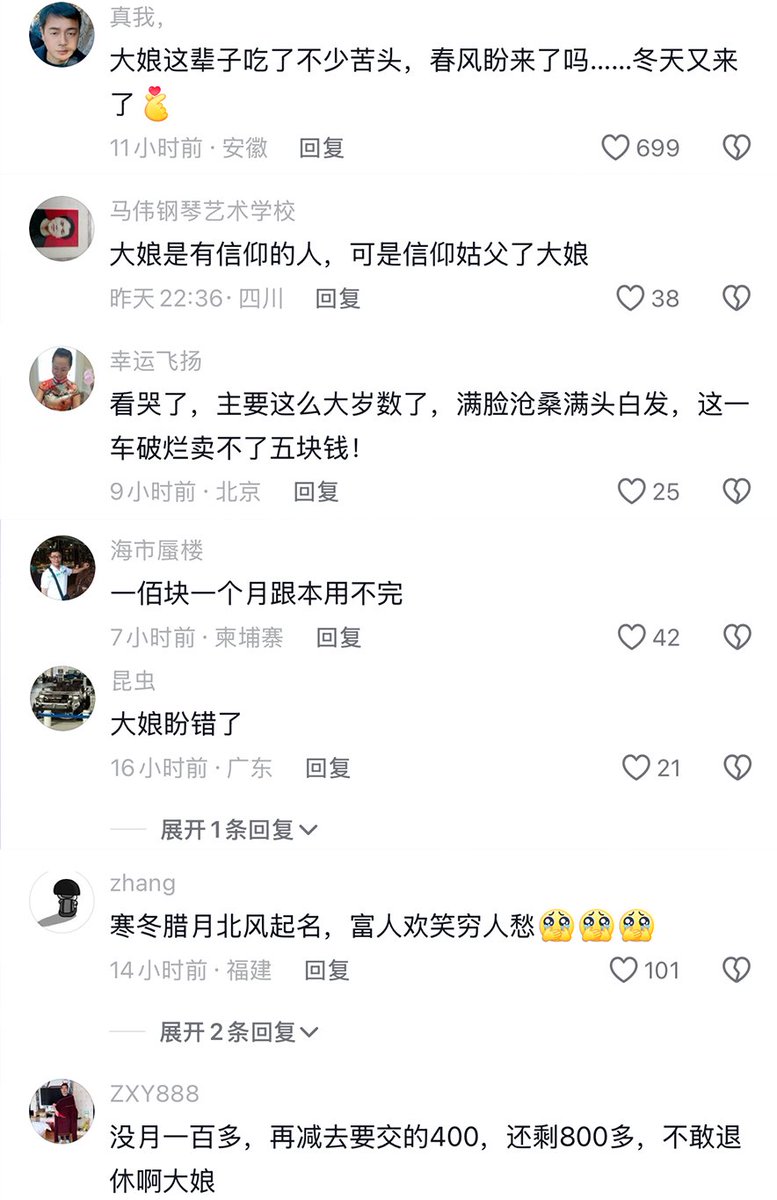 真我，
大娘这辈子吃了不少苦头，春风盼来了吗……冬天又来
了
11小时前 · 安徽 回复 699
马伟钢琴艺术学校
大娘是有信仰的人，可是信仰姑父了大娘
昨天 22:36 · 四川 回复 38
幸运飞扬
看哭了，主要这么大岁数了，满脸沧桑满头白发，这一
车破烂卖不了五块钱！
9小时前 · 北京 回复 25
海市蜃楼
一佰块一个月跟本用不完
7小时前 · 柬埔寨 回复 42
昆虫
大娘盼错了
16小时前 · 广东 回复 21
展开1条回复
zhang
寒冬腊月北风起名，富人欢笑穷人愁
14小时前 · 福建 回复 101
展开2条回复
ZXY888
没月一百多，再减去要交的400，还剩800多，不敢退
休啊大娘